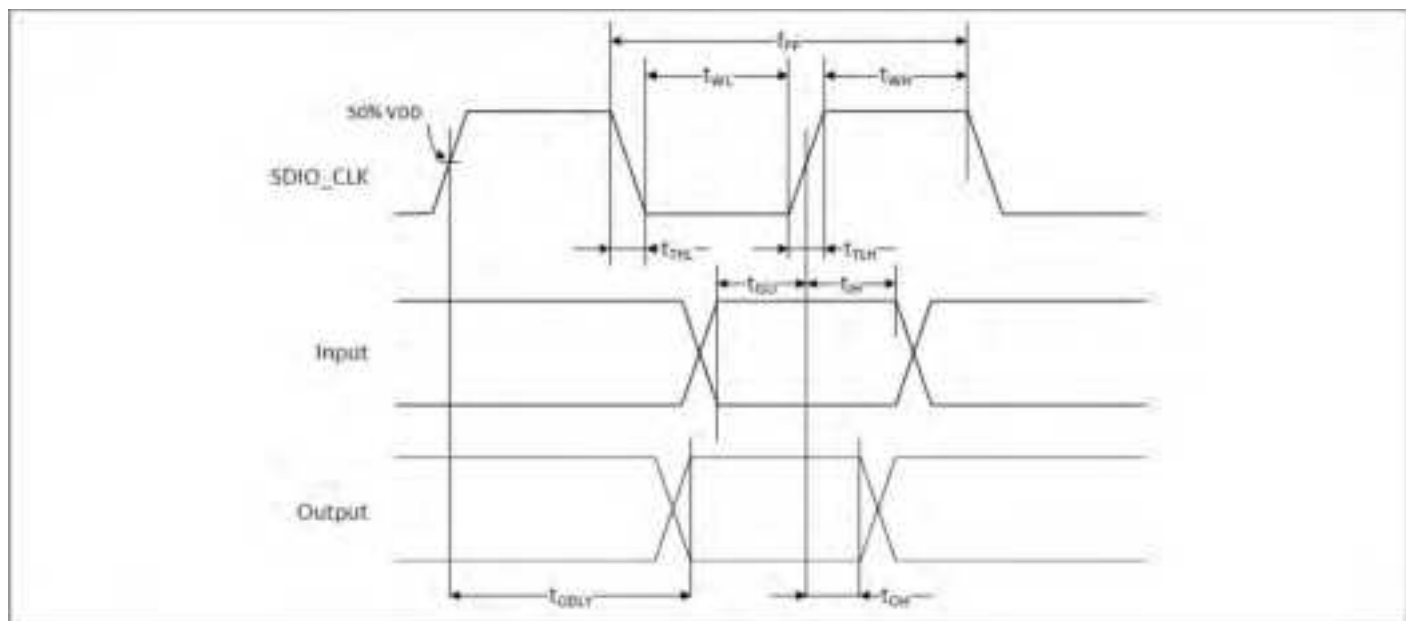 tPP
tWL
tWH
50% VDD
SDIO_CLK
tTHL
tTLH
tISU
tIH
Input
Output
tODLY
tOH